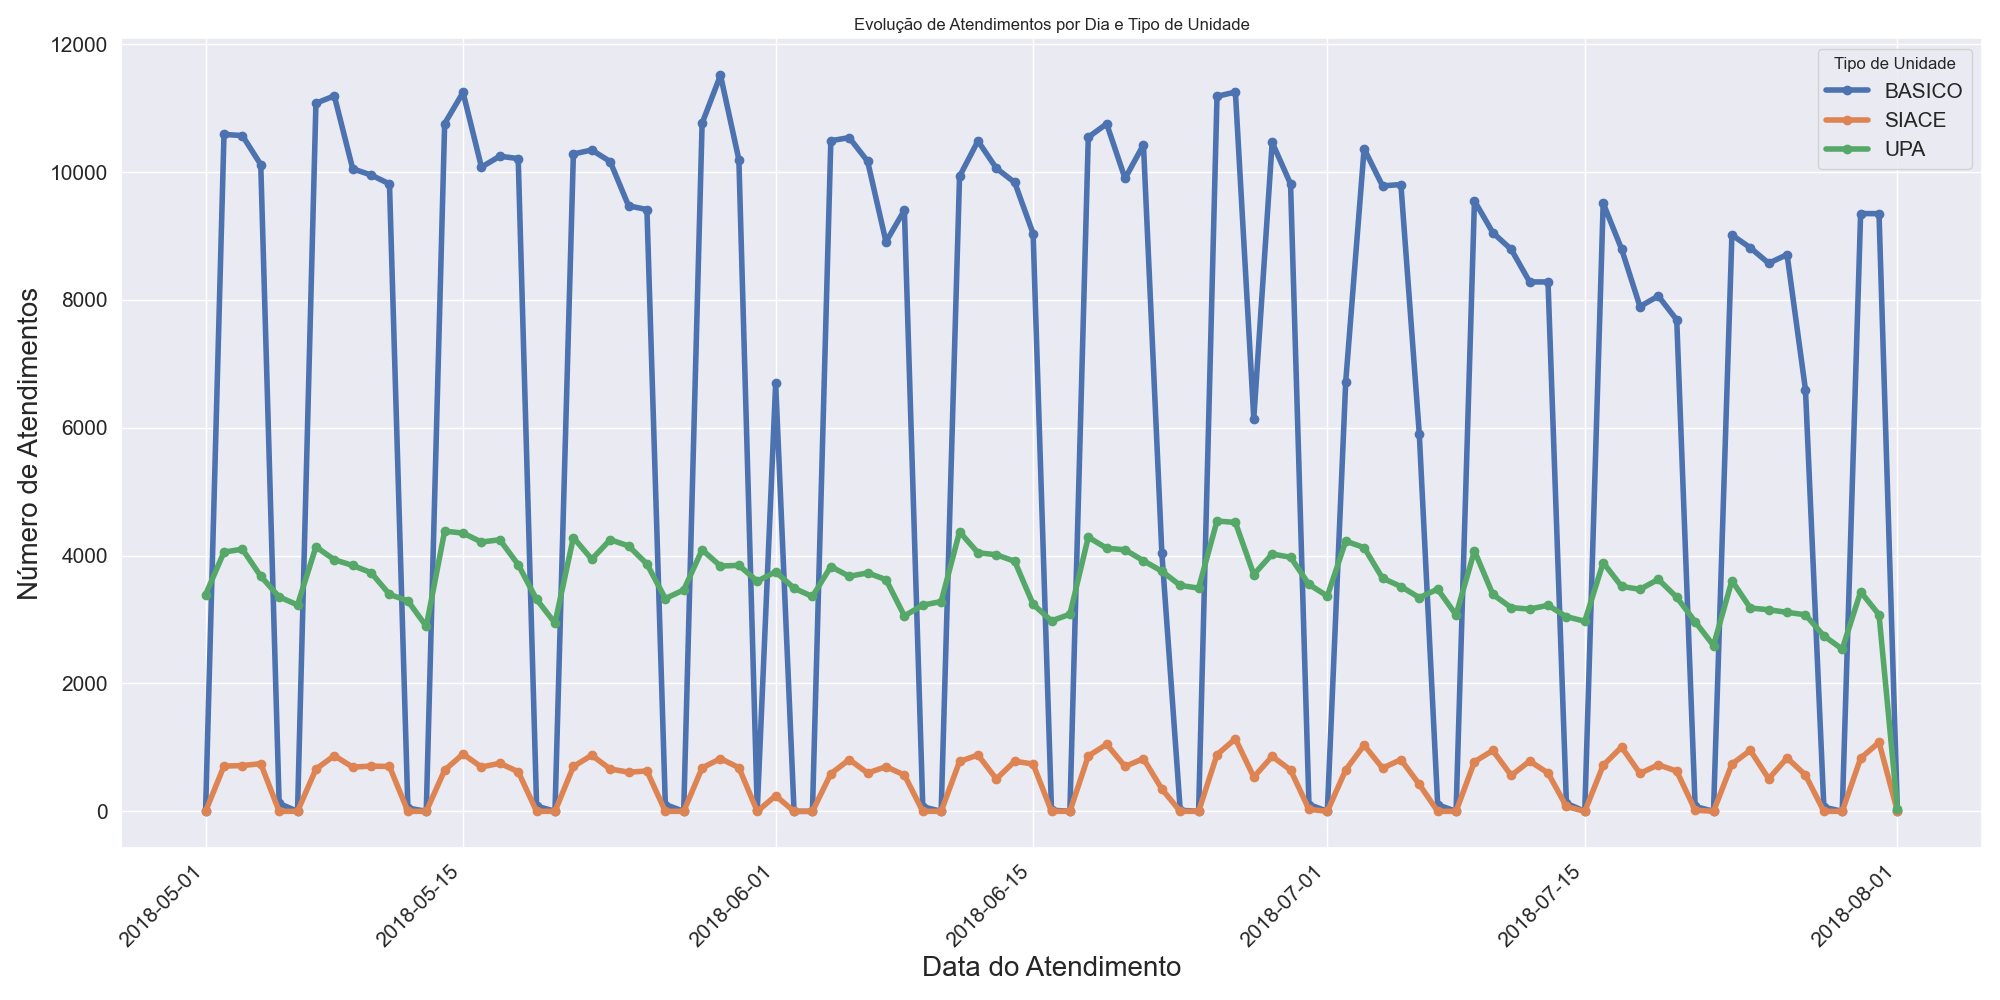 Evolução de Atendimentos por Dia e Tipo de Unidade
12000
10000
8000
6000
4000
2000
0
Número de Atendimentos
Tipo de Unidade
BASICO
SIACE
UPA
2018-05-01
2018-05-15
2018-06-01
2018-06-15
2018-07-01
2018-07-15
2018-08-01
Data do Atendimento